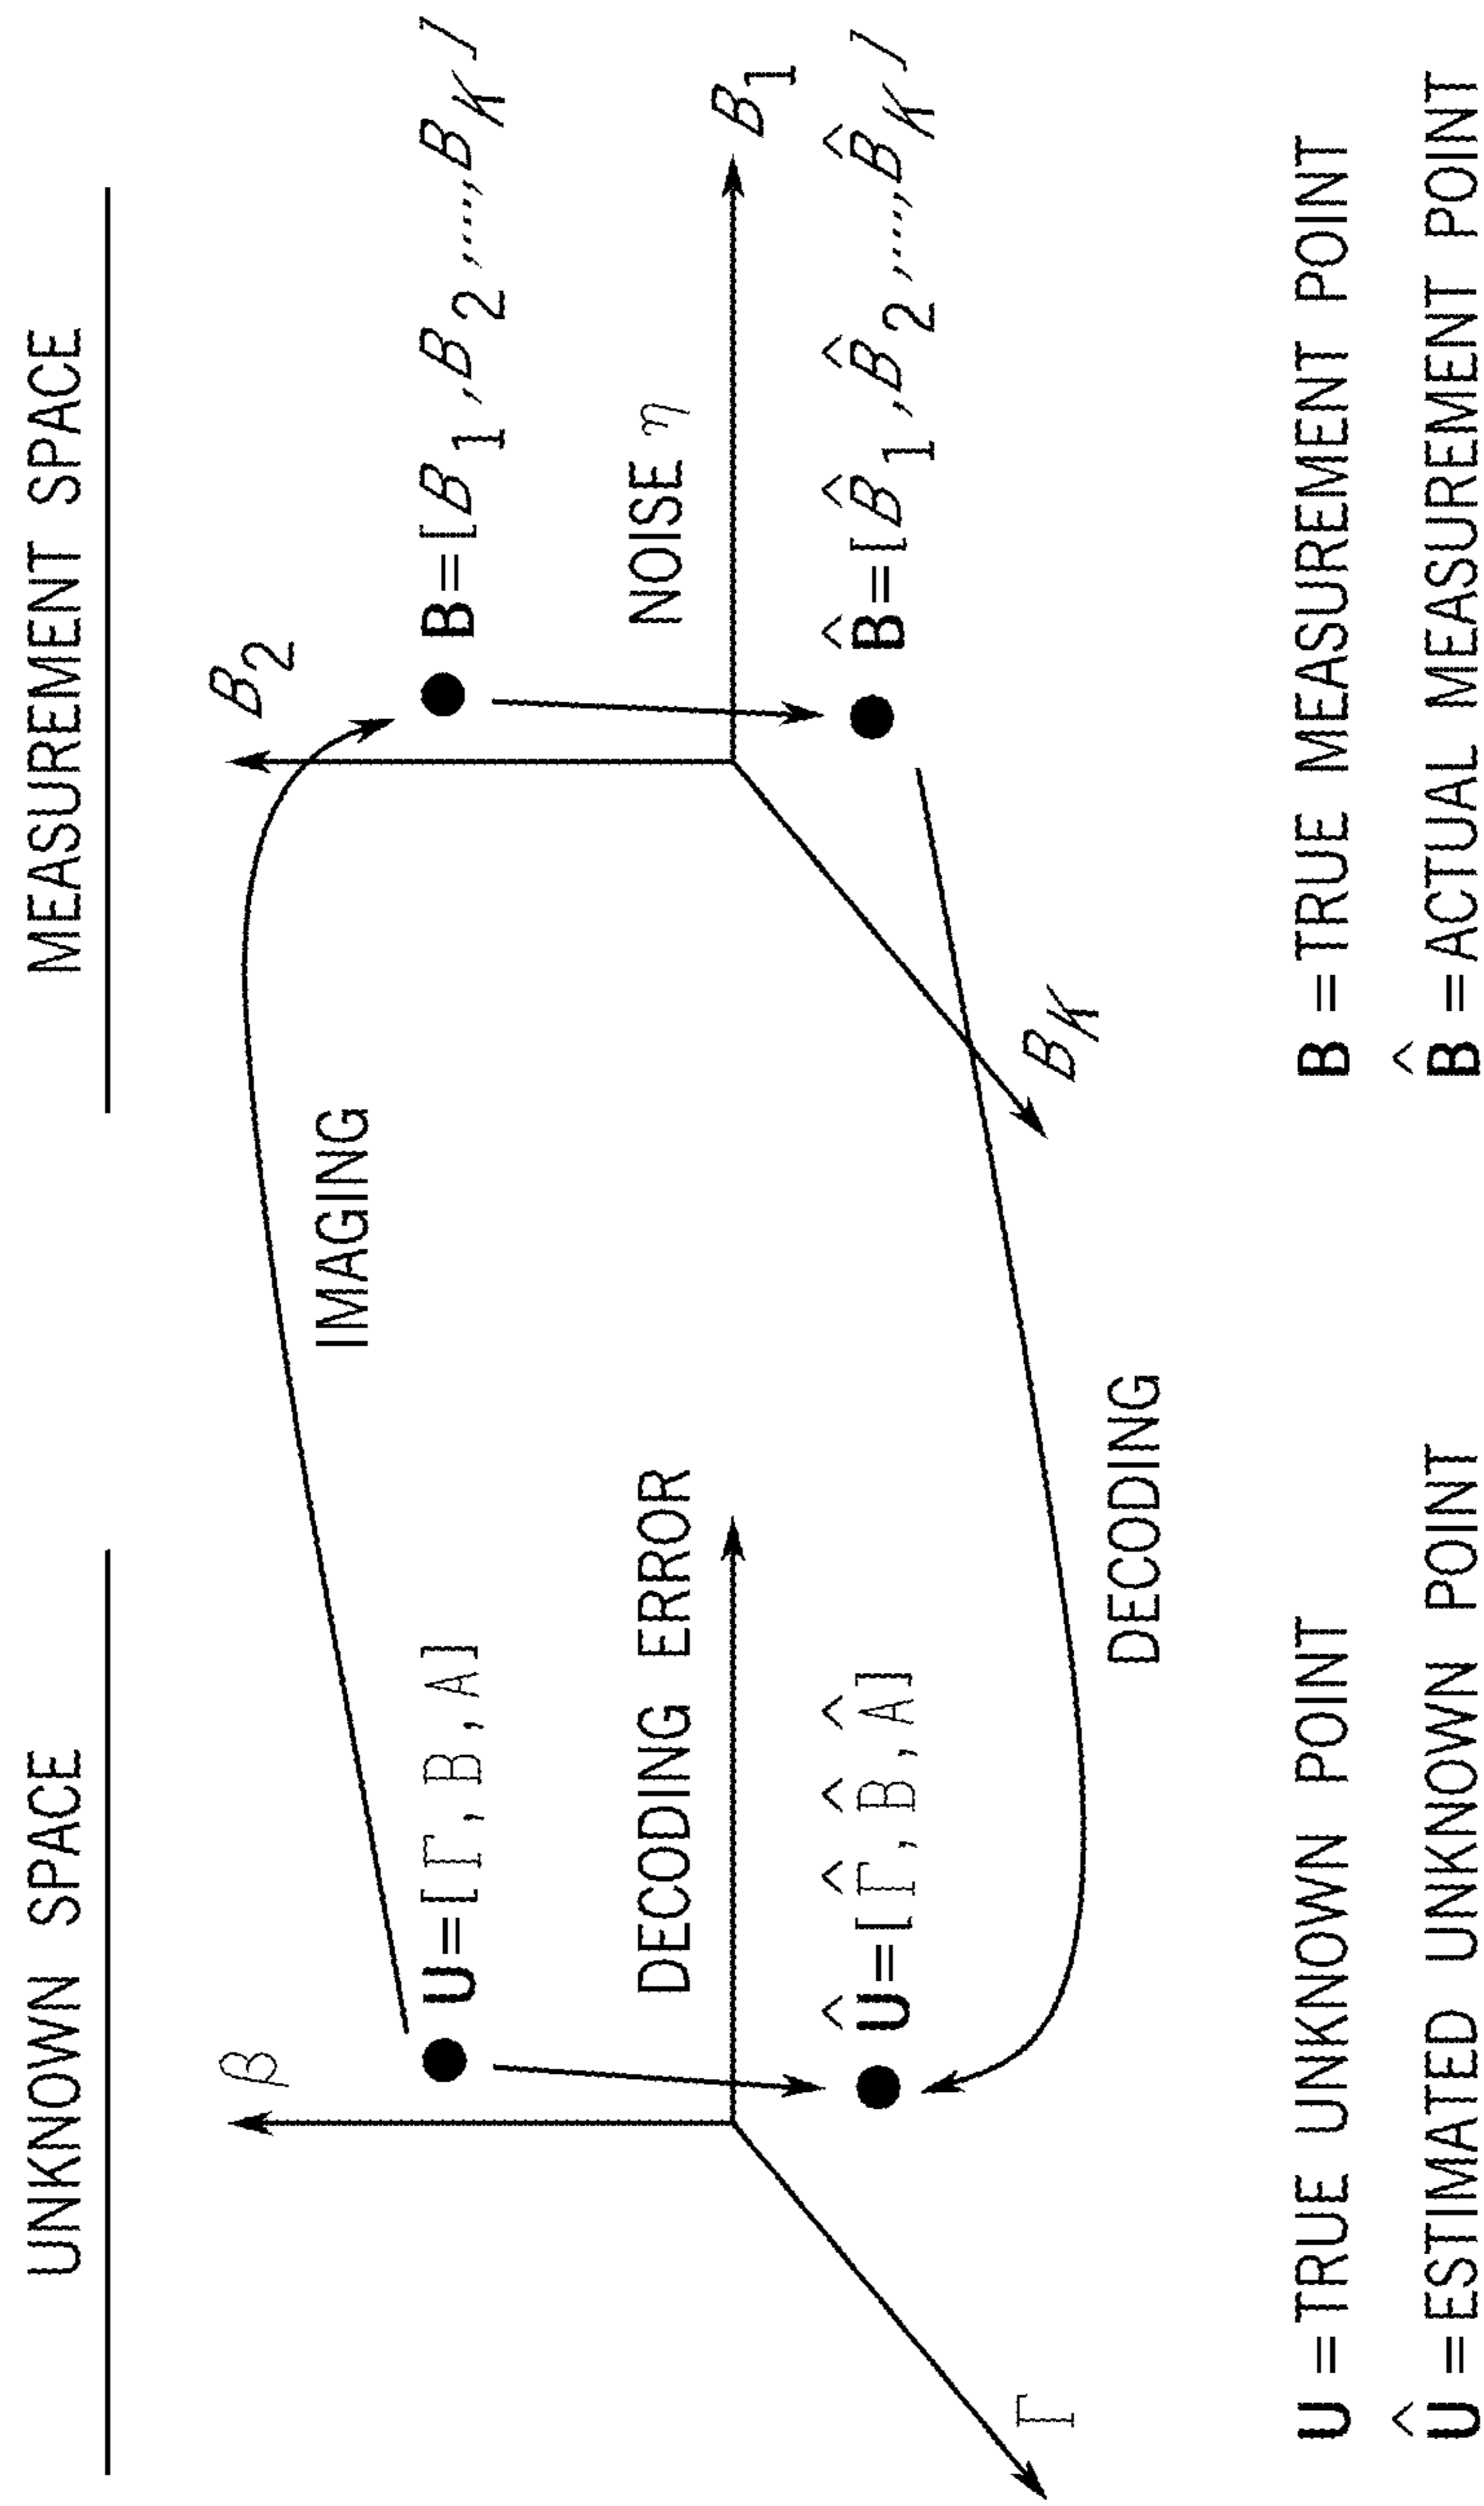 UNKNOWN SPACE
MEASUREMENT SPACE
β
B2
IMAGING
U=[Γ,B,A]
B=[B1,B2,...,BK]
DECODING ERROR
NOISE η
B1
Û=[Γ̂,B̂,Â]
B̂=[B̂1,B̂2,...,B̂K]
Γ
BK
DECODING
U=TRUE UNKNOWN POINT
B=TRUE MEASUREMENT POINT
Û=ESTIMATED UNKNOWN POINT
B̂=ACTUAL MEASUREMENT POINT